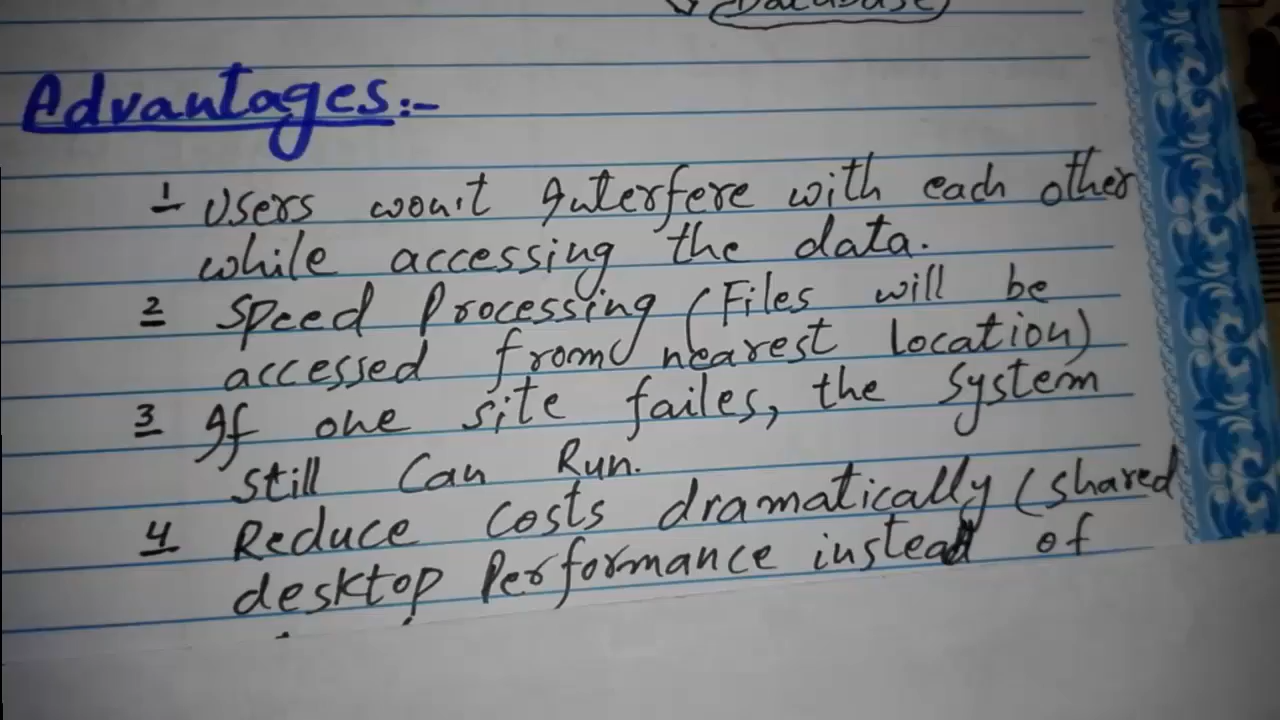 Database
Advantages:-
1 Users won't Interfere with each other
while accessing the data.
2 Speed Processing (Files will be
accessed from nearest location)
3 If one site failes, the System
still Can Run.
4 Reduce Costs dramatically (shared
desktop Performance instead of